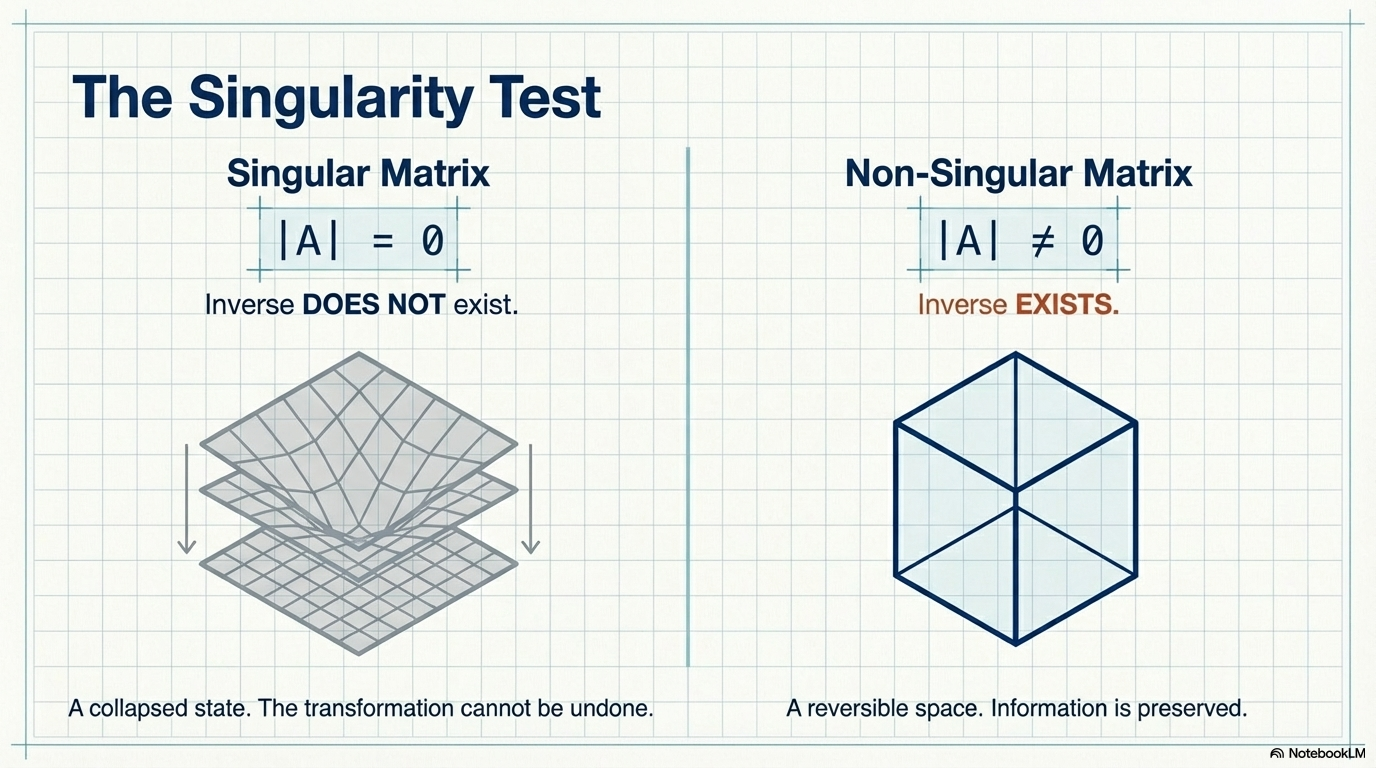 The Singularity Test
Singular Matrix
|A| = 0
Inverse DOES NOT exist.
A collapsed state. The transformation cannot be undone.
Non-Singular Matrix
|A| ≠ 0
Inverse EXISTS.
A reversible space. Information is preserved.
NotebookLM